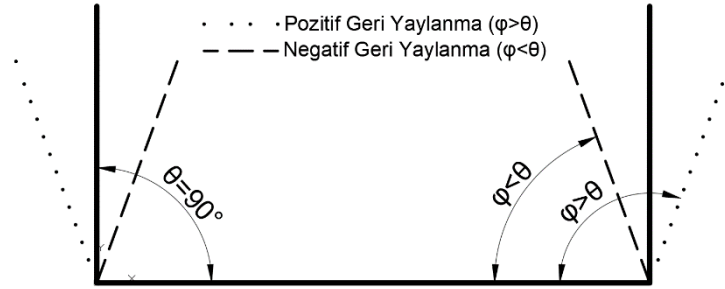 Pozitif Geri Yaylanma (φ>θ)
Negatif Geri Yaylanma (φ<θ)
θ=90°
φ<θ
φ>θ
Y
X